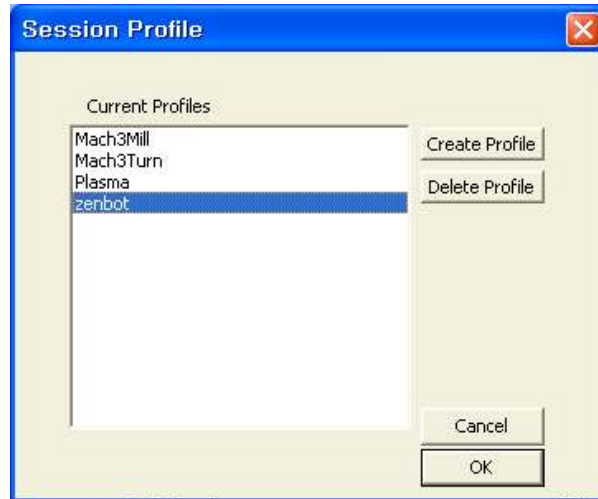 Session Profile
Current Profiles
Mach3Mill
Mach3Turn
Plasma
zenbot
Create Profile
Delete Profile
Cancel
OK